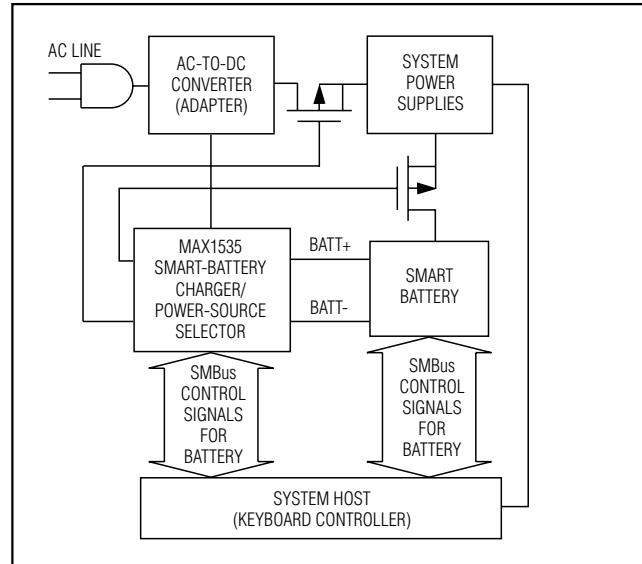 AC LINE
AC-TO-DC
CONVERTER
(ADAPTER)
SYSTEM
POWER
SUPPLIES
MAX1535
SMART-BATTERY
CHARGER/
POWER-SOURCE
SELECTOR
BATT+
BATT-
SMART
BATTERY
SMBus
CONTROL
SIGNALS
FOR
BATTERY
SMBus
CONTROL
SIGNALS
FOR
BATTERY
SYSTEM HOST
(KEYBOARD CONTROLLER)